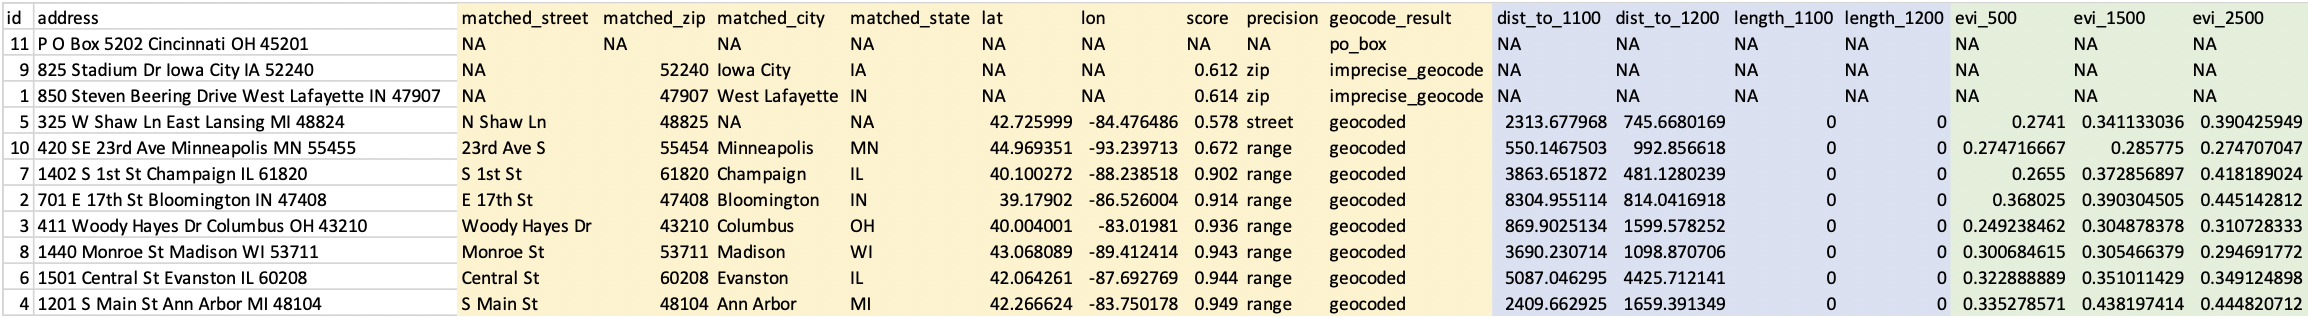 id address matched_street matched_zip matched_city matched_state lat lon score precision geocode_result dist_to_1100 dist_to_1200 length_1100 length_1200 evi_500 evi_1500 evi_2500
11 P O Box 5202 Cincinnati OH 45201 NA NA NA NA NA NA NA NA po_box NA NA NA NA NA NA NA
9 825 Stadium Dr Iowa City IA 52240 NA 52240 Iowa City IA NA NA 0.612 zip imprecise_geocode NA NA NA NA NA NA NA
1 850 Steven Beering Drive West Lafayette IN 47907 NA 47907 West Lafayette IN NA NA 0.614 zip imprecise_geocode NA NA NA NA NA NA NA
5 325 W Shaw Ln East Lansing MI 48824 N Shaw Ln 48825 NA NA 42.725999 -84.476486 0.578 street geocoded 2313.677968 745.6680169 0 0 0.2741 0.341133036 0.390425949
10 420 SE 23rd Ave Minneapolis MN 55455 23rd Ave S 55454 Minneapolis MN 44.969351 -93.239713 0.672 range geocoded 550.1467503 992.856618 0 0 0.274716667 0.285775 0.274707047
7 1402 S 1st St Champaign IL 61820 S 1st St 61820 Champaign IL 40.100272 -88.238518 0.902 range geocoded 3863.651872 481.1280239 0 0 0.2655 0.372856897 0.418189024
2 701 E 17th St Bloomington IN 47408 E 17th St 47408 Bloomington IN 39.17902 -86.526004 0.914 range geocoded 8304.955114 814.0416918 0 0 0.368025 0.390304505 0.445142812
3 411 Woody Hayes Dr Columbus OH 43210 Woody Hayes Dr 43210 Columbus OH 40.004001 -83.01981 0.936 range geocoded 869.9025134 1599.578252 0 0 0.249238462 0.304878378 0.310728333
8 1440 Monroe St Madison WI 53711 Monroe St 53711 Madison WI 43.068089 -89.412414 0.943 range geocoded 3690.230714 1098.870706 0 0 0.300684615 0.305466379 0.294691772
6 1501 Central St Evanston IL 60208 Central St 60208 Evanston IL 42.064261 -87.692769 0.944 range geocoded 5087.046295 4425.712141 0 0 0.322888889 0.351011429 0.349124898
4 1201 S Main St Ann Arbor MI 48104 S Main St 48104 Ann Arbor MI 42.266624 -83.750178 0.949 range geocoded 2409.662925 1659.391349 0 0 0.335278571 0.438197414 0.444820712